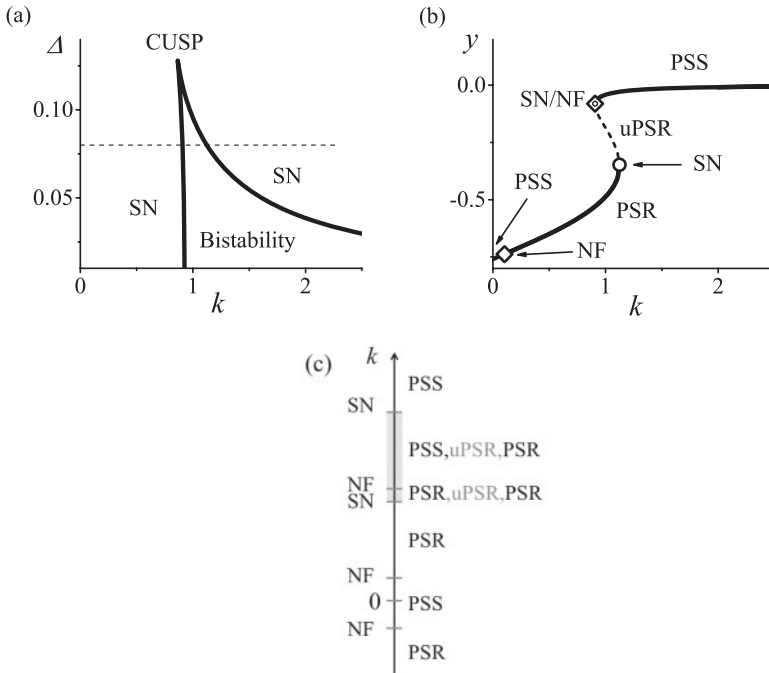 (a)
Δ
CUSP
0.10
SN
0.05
SN
Bistability
0
1
2
k
(b)
y
PSS
0.0
SN/NF
uPSR
SN
PSS
-0.5
PSR
NF
0
1
2
k
(c)
k
PSS
SN
PSS,uPSR,PSR
NF
PSR,uPSR,PSR
SN
PSR
NF
0
PSS
NF
PSR